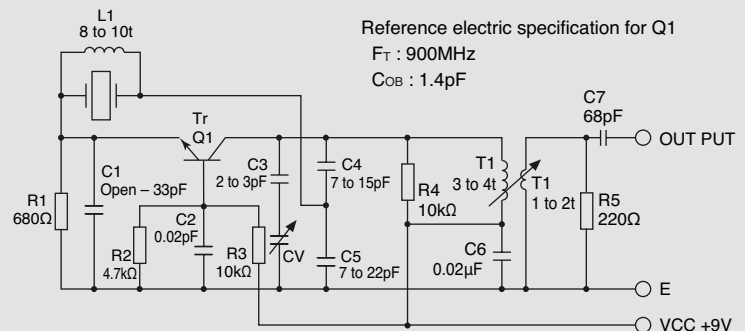 L1
8 to 10t
Reference electric specification for Q1
FT : 900MHz
COB : 1.4pF
Tr
Q1
C1
Open – 33pF
R1
680Ω
R2
4.7kΩ
C2
0.02pF
R3
10kΩ
C3
2 to 3pF
CV
C4
7 to 15pF
C5
7 to 22pF
R4
10kΩ
T1
3 to 4t
T1
1 to 2t
C6
0.02µF
C7
68pF
R5
220Ω
OUT PUT
E
VCC +9V